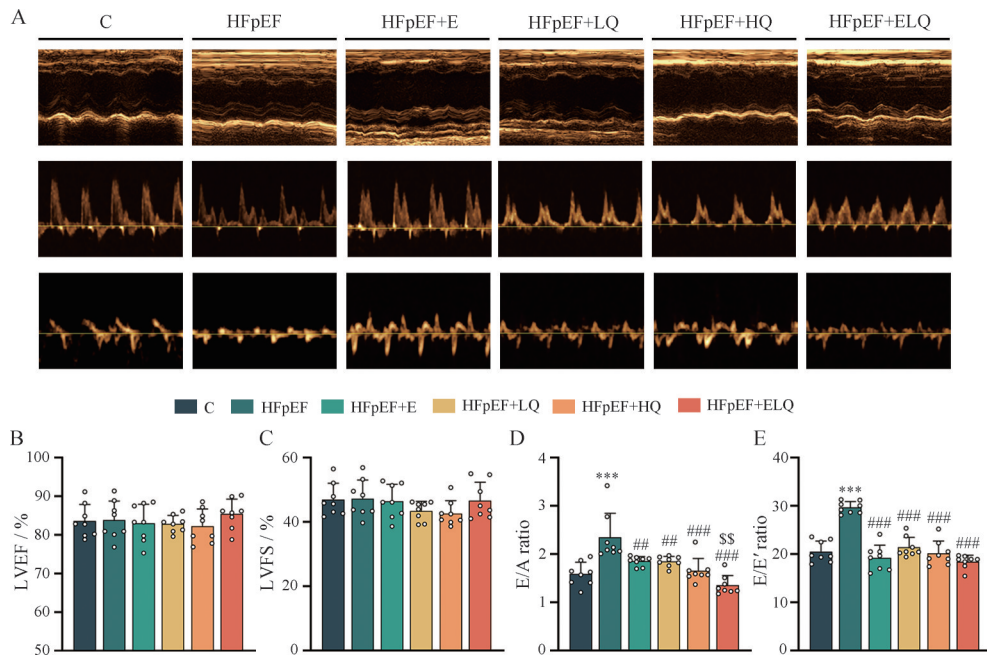 A
C HFpEF HFpEF+E HFpEF+LQ HFpEF+HQ HFpEF+ELQ
C HFpEF HFpEF+E HFpEF+LQ HFpEF+HQ HFpEF+ELQ
B
LVEF / %
100
90
80
70
60
50
C
LVFS / %
60
40
20
0
D
E/A ratio
4
3
2
1
0
***
##
##
###
$$
###
E
E/E′ ratio
40
30
20
10
0
***
###
###
###
###